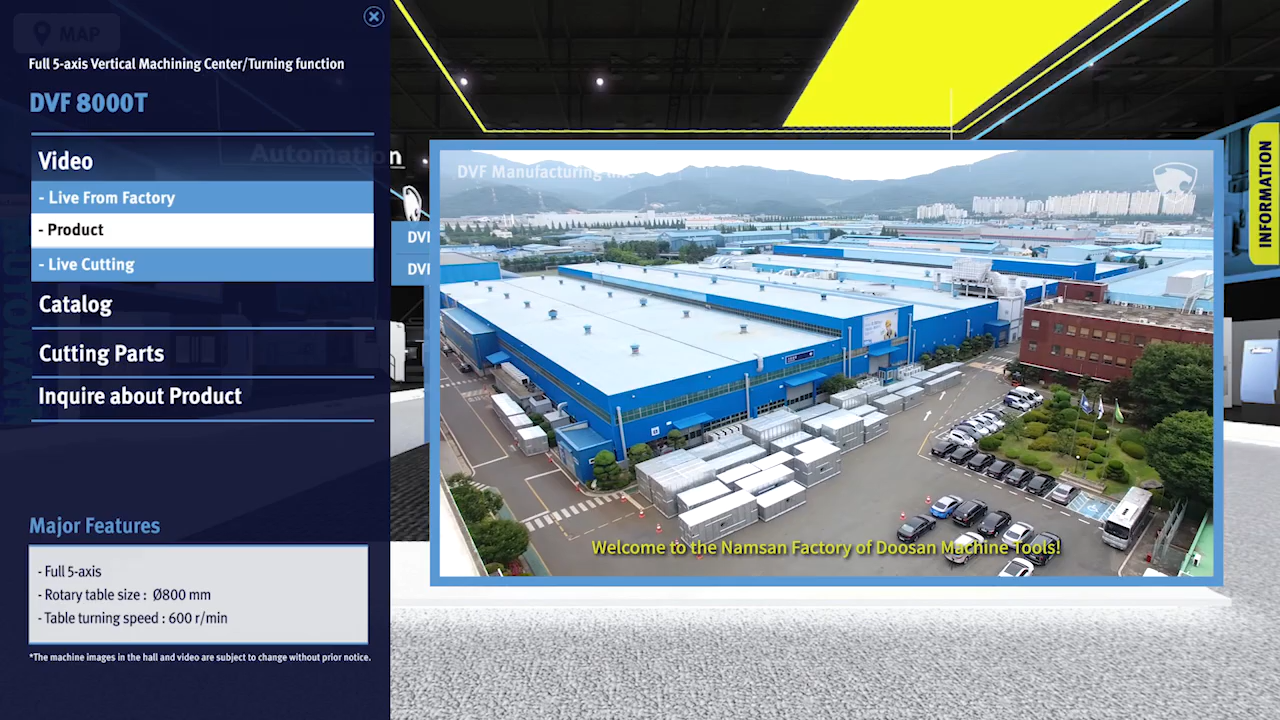 MAP
Full 5-axis Vertical Machining Center/Turning function
DVF 8000T
Video
- Live From Factory
- Product
- Live Cutting
Catalog
Cutting Parts
Inquire about Product
Major Features
- Full 5-axis
- Rotary table size : Ø800 mm
- Table turning speed : 600 r/min
*The machine images in the hall and video are subject to change without prior notice.
Automation
DVF Manufacturing
Welcome to the Namsan Factory of Doosan Machine Tools!
INFORMATION